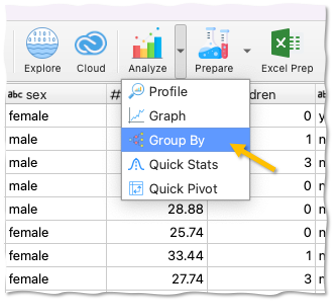 Explore Cloud Analyze Prepare Excel Prep
abc sex # dren abc
Profile
Graph
Group By
Quick Stats
Quick Pivot
female 0 y
male 1 n
male 3 n
male 0 n
male 28.88 0 n
female 25.74 0 n
female 33.44 1 n
female 27.74 3 n